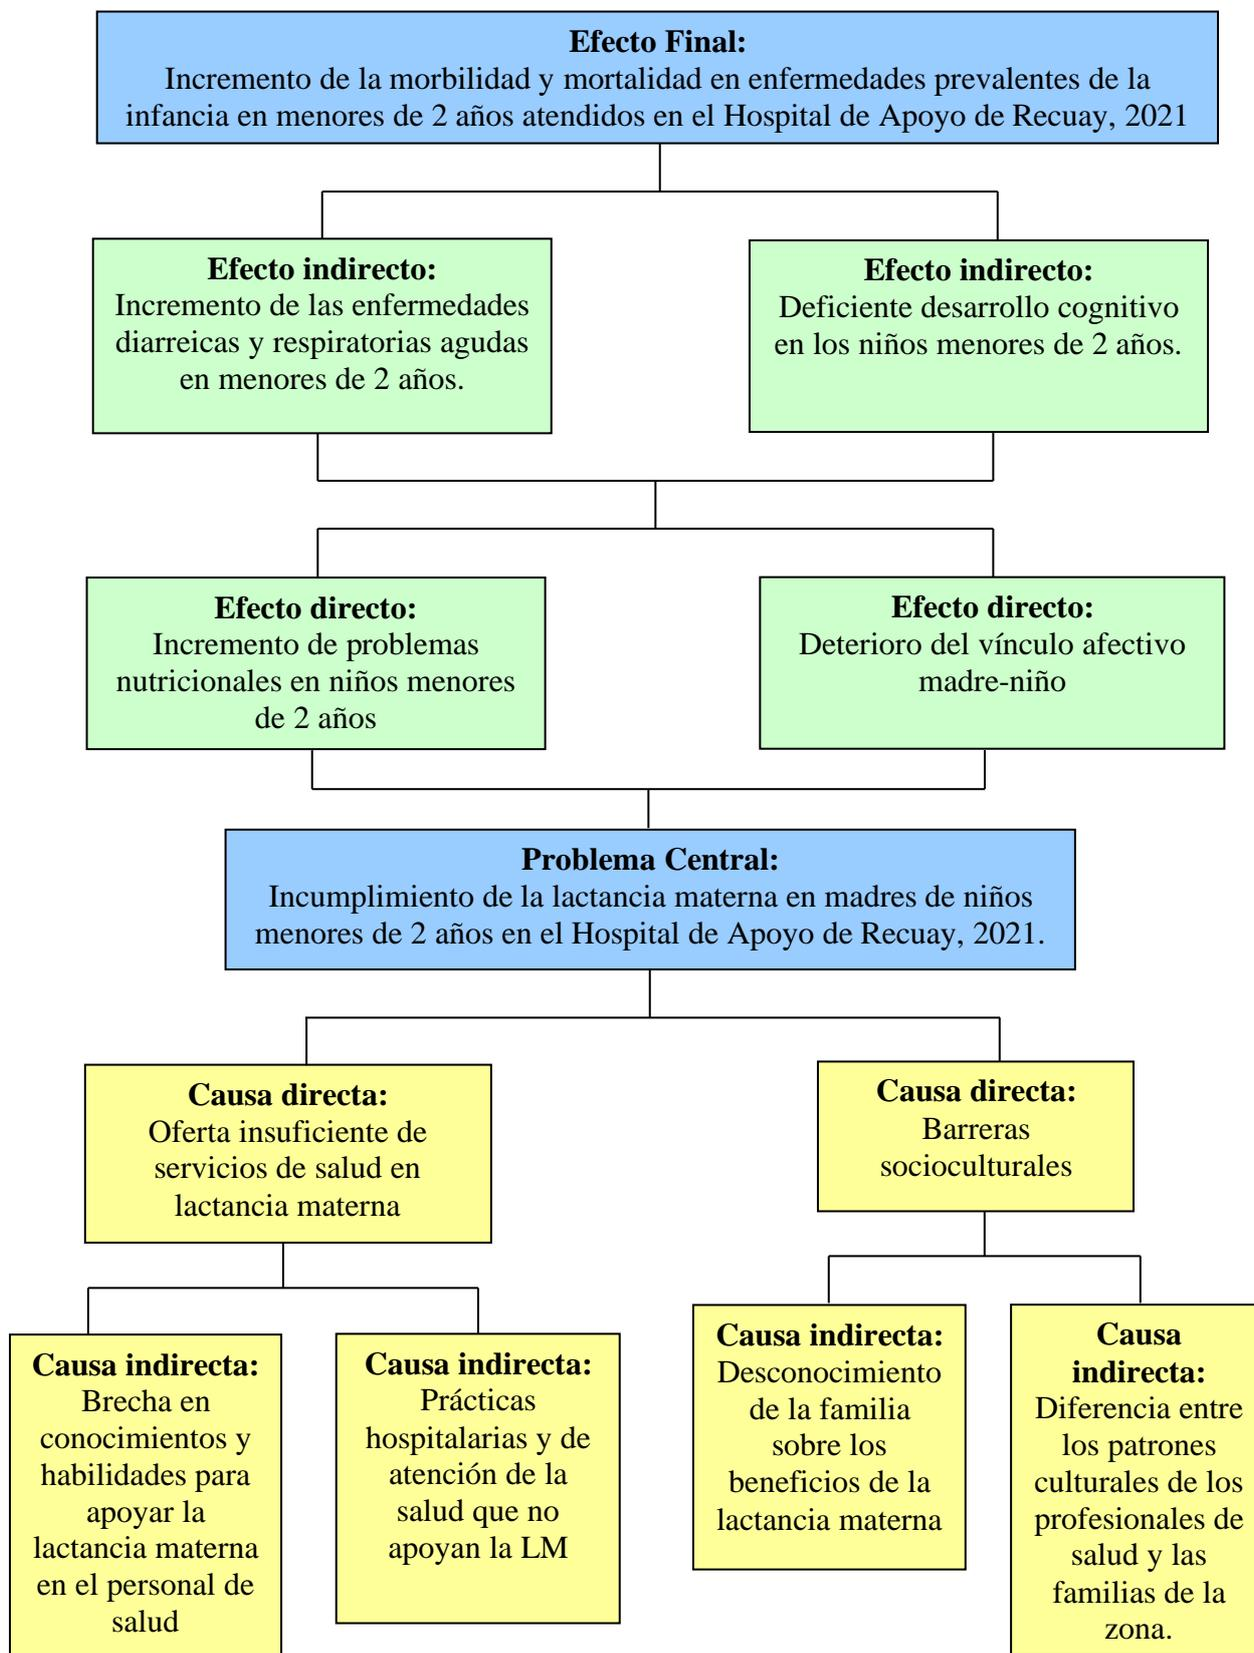 Efecto Final:
Incremento de la morbilidad y mortalidad en enfermedades prevalentes de la
infancia en menores de 2 años atendidos en el Hospital de Apoyo de Recuay, 2021
Efecto indirecto:
Incremento de las enfermedades
diarreicas y respiratorias agudas
en menores de 2 años.
Efecto indirecto:
Deficiente desarrollo cognitivo
en los niños menores de 2 años.
Efecto directo:
Incremento de problemas
nutricionales en niños menores
de 2 años
Efecto directo:
Deterioro del vínculo afectivo
madre-niño
Problema Central:
Incumplimiento de la lactancia materna en madres de niños
menores de 2 años en el Hospital de Apoyo de Recuay, 2021.
Causa directa:
Oferta insuficiente de
servicios de salud en
lactancia materna
Causa directa:
Barreras
socioculturales
Causa indirecta:
Brecha en
conocimientos y
habilidades para
apoyar la
lactancia materna
en el personal de
salud
Causa indirecta:
Prácticas
hospitalarias y de
atención de la
salud que no
apoyan la LM
Causa indirecta:
Desconocimiento
de la familia
sobre los
beneficios de la
lactancia materna
Causa
indirecta:
Diferencia entre
los patrones
culturales de los
profesionales de
salud y las
familias de la
zona.